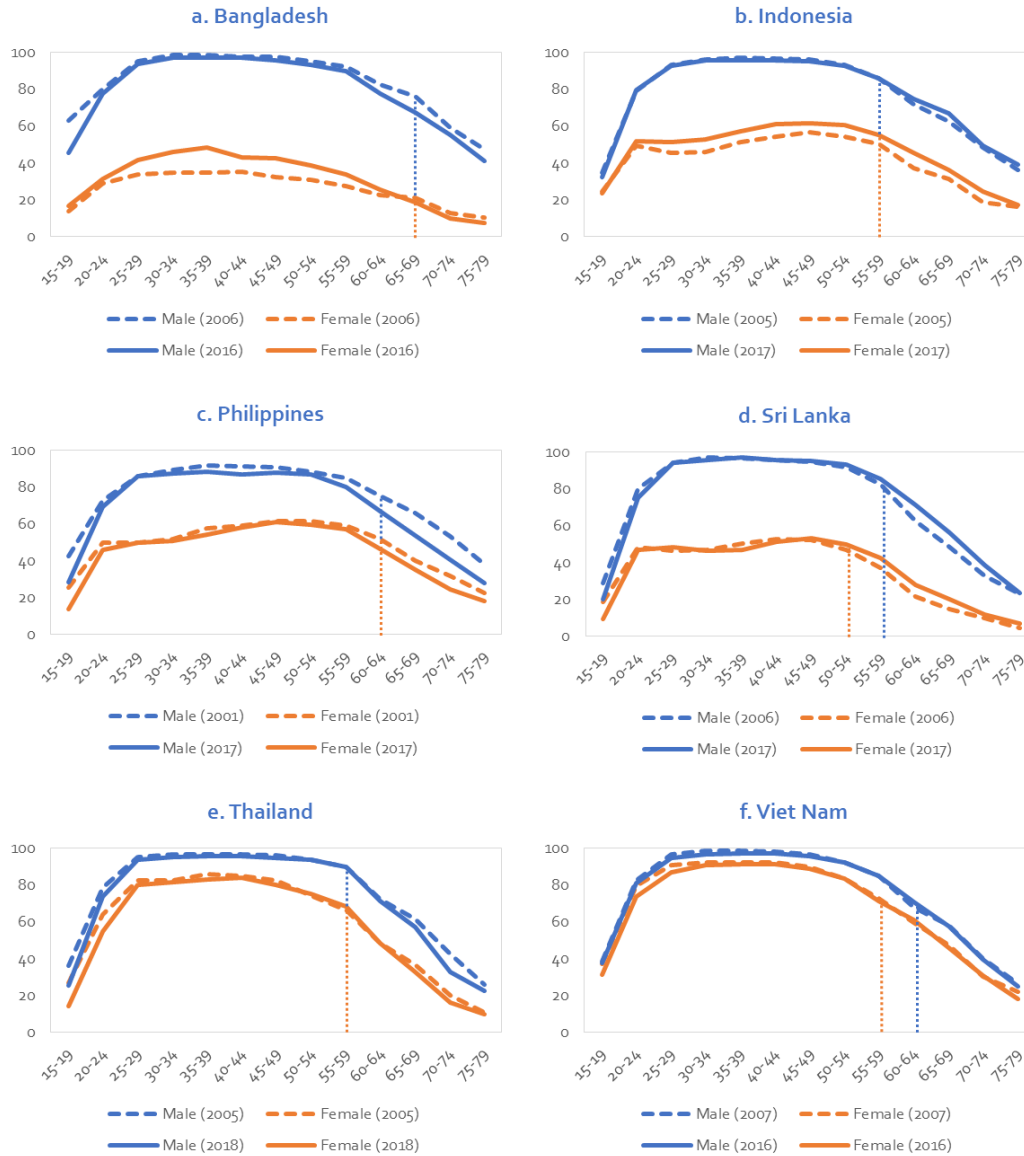 a. Bangladesh
100
80
60
40
20
0
15-19 20-24 25-29 30-34 35-39 40-44 45-49 50-54 55-59 60-64 65-69 70-74 75-79
Male (2006) Female (2006)
Male (2016) Female (2016)
b. Indonesia
100
80
60
40
20
0
15-19 20-24 25-29 30-34 35-39 40-44 45-49 50-54 55-59 60-64 65-69 70-74 75-79
Male (2005) Female (2005)
Male (2017) Female (2017)
c. Philippines
100
80
60
40
20
0
15-19 20-24 25-29 30-34 35-39 40-44 45-49 50-54 55-59 60-64 65-69 70-74 75-79
Male (2001) Female (2001)
Male (2017) Female (2017)
d. Sri Lanka
100
80
60
40
20
0
15-19 20-24 25-29 30-34 35-39 40-44 45-49 50-54 55-59 60-64 65-69 70-74 75-79
Male (2006) Female (2006)
Male (2017) Female (2017)
e. Thailand
100
80
60
40
20
0
15-19 20-24 25-29 30-34 35-39 40-44 45-49 50-54 55-59 60-64 65-69 70-74 75-79
Male (2005) Female (2005)
Male (2018) Female (2018)
f. Viet Nam
100
80
60
40
20
0
15-19 20-24 25-29 30-34 35-39 40-44 45-49 50-54 55-59 60-64 65-69 70-74 75-79
Male (2007) Female (2007)
Male (2016) Female (2016)